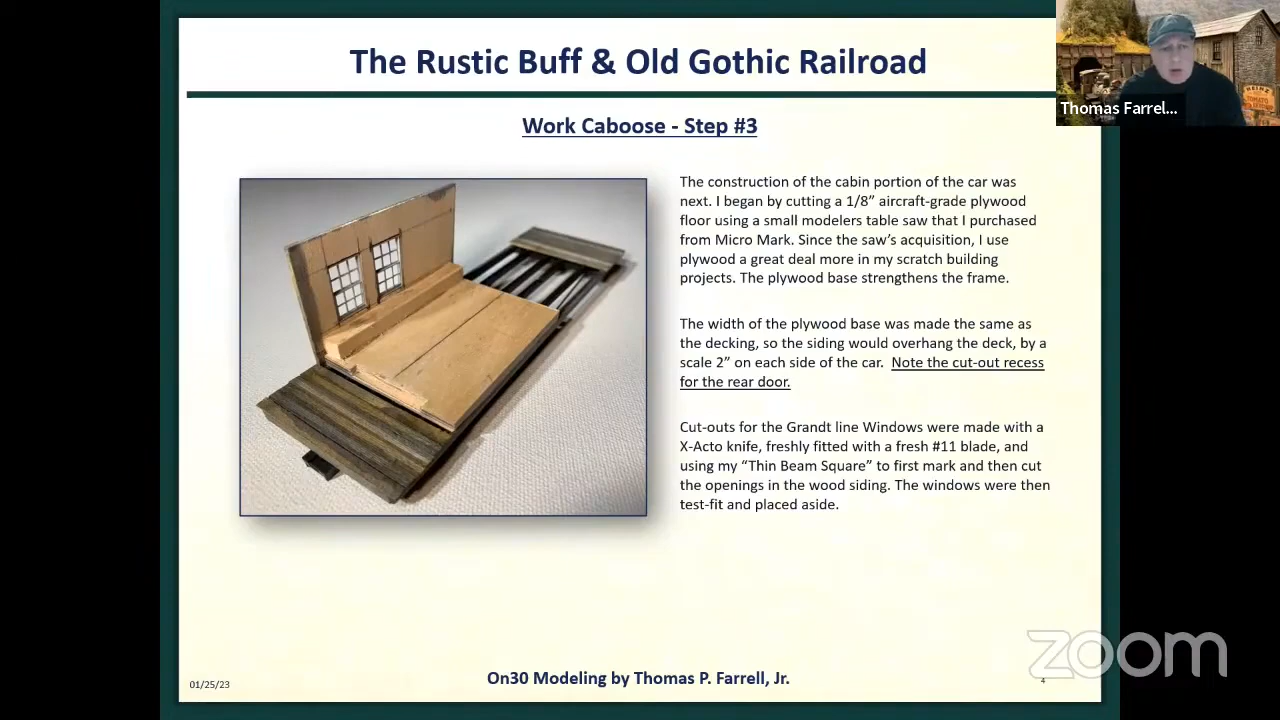 The Rustic Buff & Old Gothic Railroad
Thomas Farrel...
HEINZ
TOMATO
Work Caboose - Step #3
The construction of the cabin portion of the car was
next. I began by cutting a 1/8” aircraft-grade plywood
floor using a small modelers table saw that I purchased
from Micro Mark. Since the saw’s acquisition, I use
plywood a great deal more in my scratch building
projects. The plywood base strengthens the frame.
The width of the plywood base was made the same as
the decking, so the siding would overhang the deck, by a
scale 2” on each side of the car. Note the cut-out recess
for the rear door.
Cut-outs for the Grandt line Windows were made with a
X-Acto knife, freshly fitted with a fresh #11 blade, and
using my “Thin Beam Square” to first mark and then cut
the openings in the wood siding. The windows were then
test-fit and placed aside.
zoom
01/25/23
On30 Modeling by Thomas P. Farrell, Jr.
4